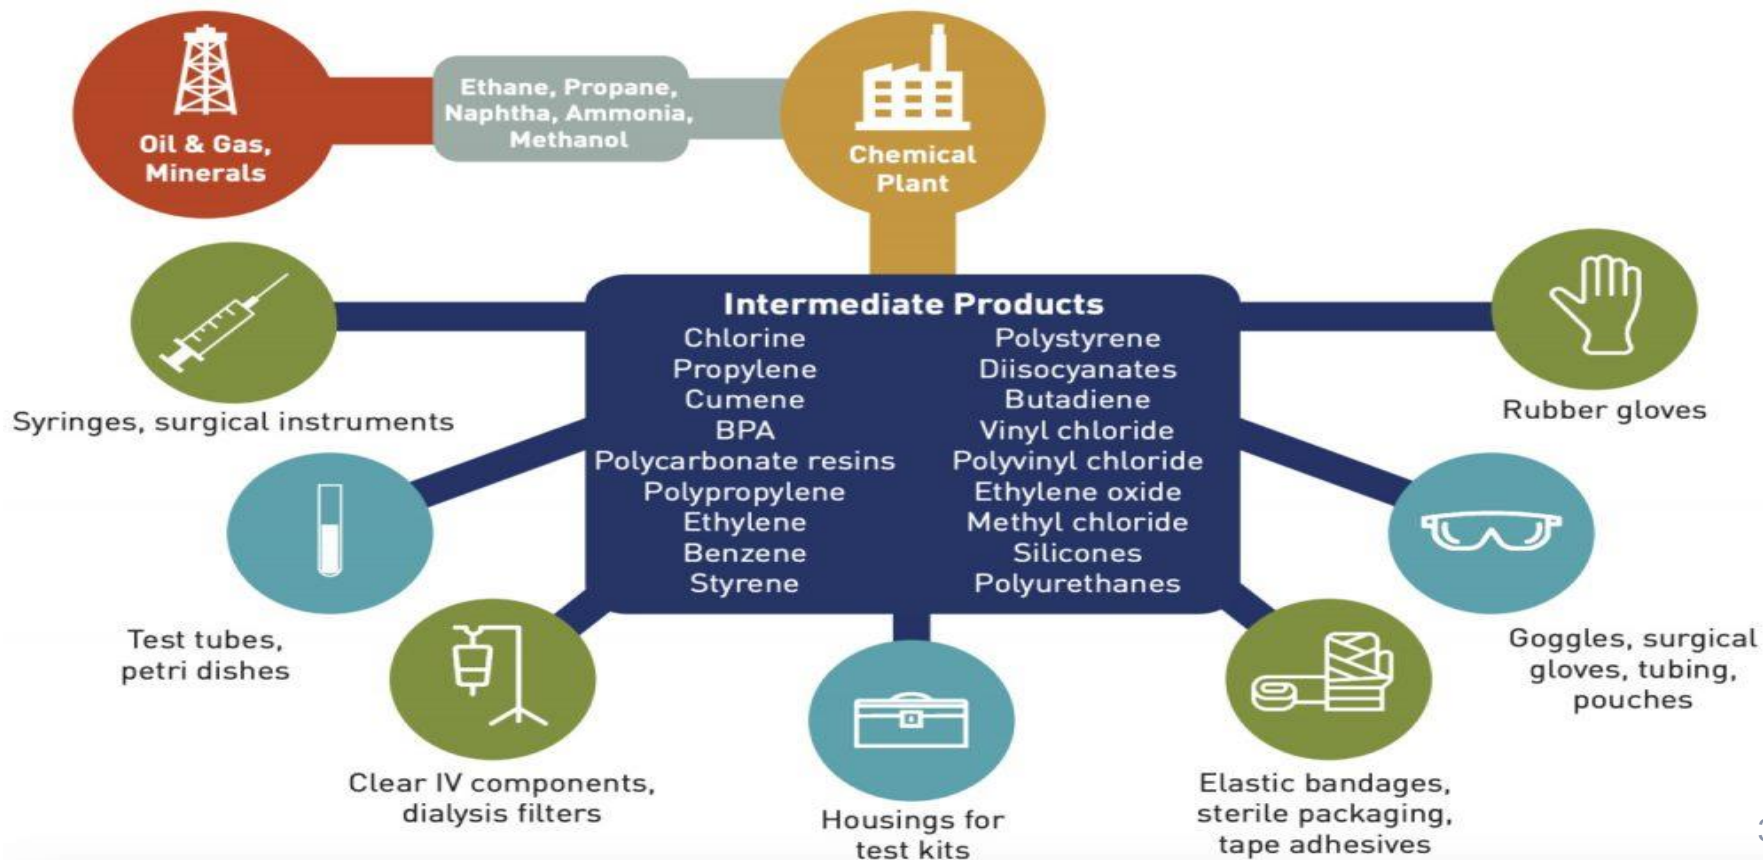 Oil & Gas,
Minerals
Ethane, Propane,
Naphtha, Ammonia,
Methanol
Chemical
Plant
Intermediate Products
Chlorine
Propylene
Cumene
BPA
Polycarbonate resins
Polypropylene
Ethylene
Benzene
Styrene
Polystyrene
Diisocyanates
Butadiene
Vinyl chloride
Polyvinyl chloride
Ethylene oxide
Methyl chloride
Silicones
Polyurethanes
Syringes, surgical instruments
Test tubes,
petri dishes
Clear IV components,
dialysis filters
Housings for
test kits
Elastic bandages,
sterile packaging,
tape adhesives
Goggles, surgical
gloves, tubing,
pouches
Rubber gloves